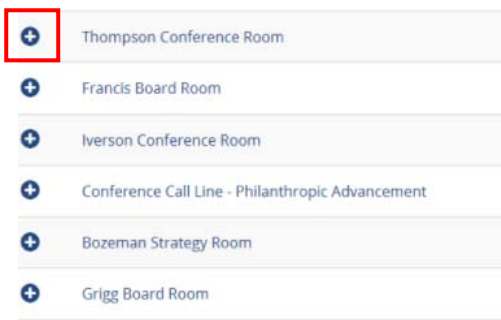 Thompson Conference Room
Francis Board Room
Iverson Conference Room
Conference Call Line - Philanthropic Advancement
Bozeman Strategy Room
Grigg Board Room